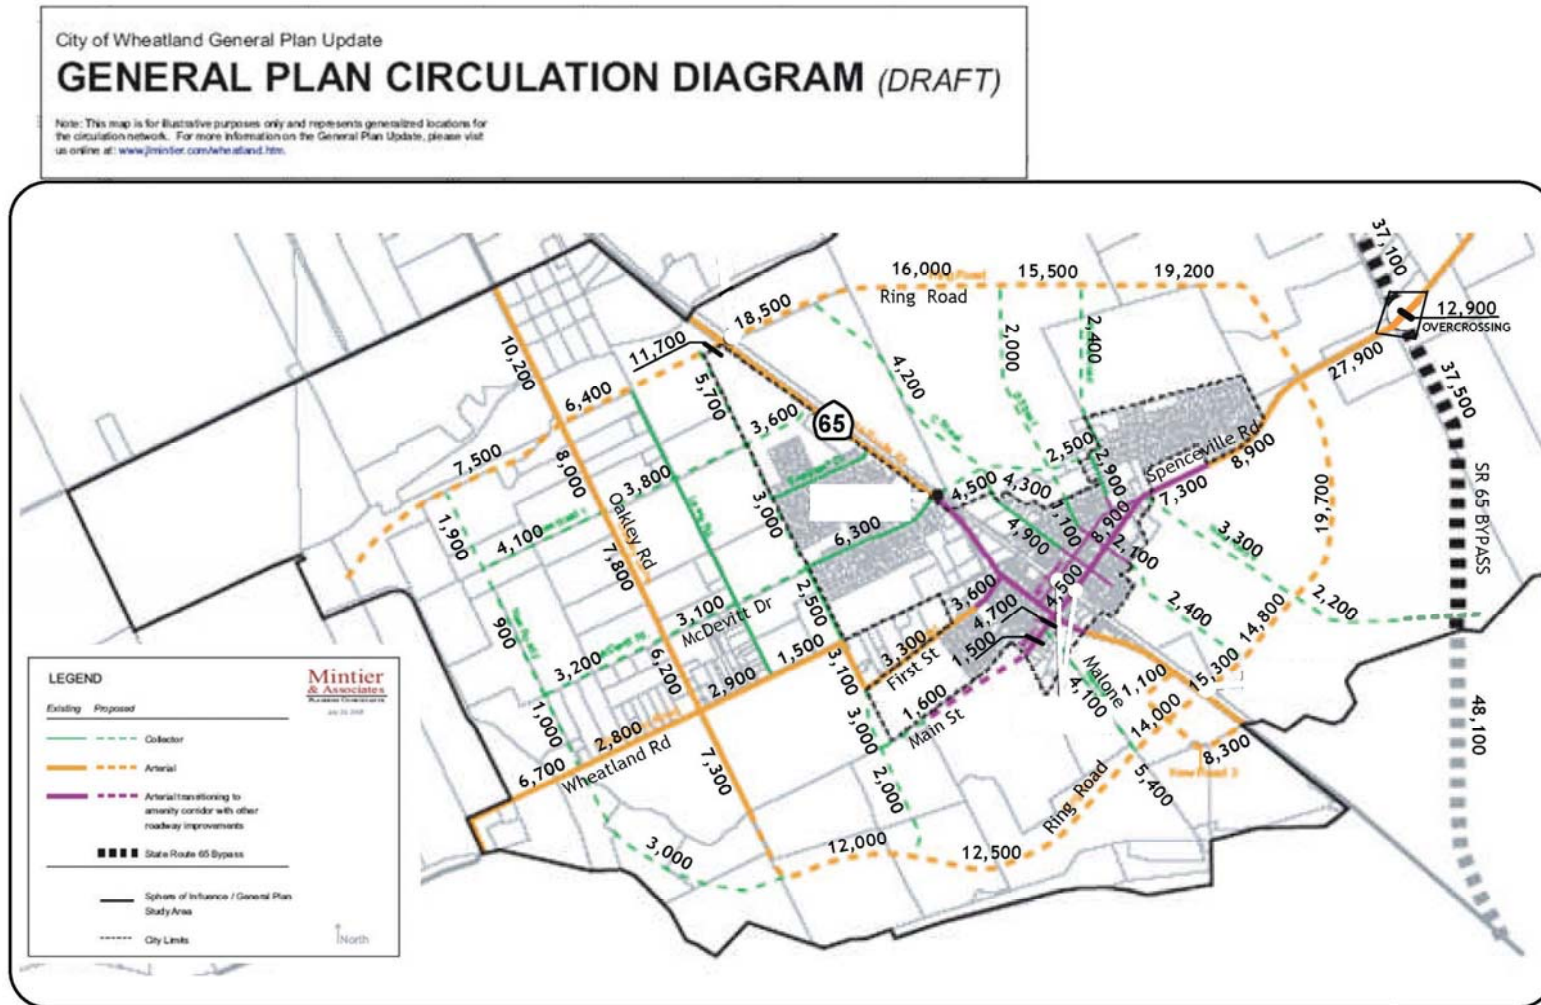 City of Wheatland General Plan Update
GENERAL PLAN CIRCULATION DIAGRAM (DRAFT)
Note: This map is for illustrative purposes only and represents generalized locations for
the circulation network. For more information on the General Plan Update, please visit
us online at: www.jlmintier.com/wheatland.htm.
37,100
16,000
15,500
19,200
37,100
Ring Road
18,500
12,900
OVERCROSSING
11,700
10,200
2,000
2,400
27,900
5,700
4,200
37,500
6,400
3,600
65
7,500
2,500
Spenceville Rd
8,900
8,000
3,800
2,900
4,500
4,300
7,300
SR 65 BYPASS
Oakley Rd
3,000
19,700
1,900
4,100
6,300
4,900
1,100
8,900
2,100
3,300
7,800
3,600
4,500
2,500
3,100
McDevitt Dr
4,700
2,400
2,200
900
1,500
14,800
3,200
6,200
1,500
3,100
3,300
First St
Malone
2,900
4,100
1,100
15,300
1,600
Main St
1,000
2,800
3,000
14,000
48,100
6,700
Wheatland Rd
7,300
2,000
Ring Road
5,400
8,300
New Road 3
3,000
12,000
12,500
LEGEND
Mintier
& Associates
Existing Proposed
Collector
Arterial
Arterial transitioning to
amenity corridor with other
roadway improvements
State Route 65 Bypass
Sphere of Influence / General Plan
Study Area
City Limits
North